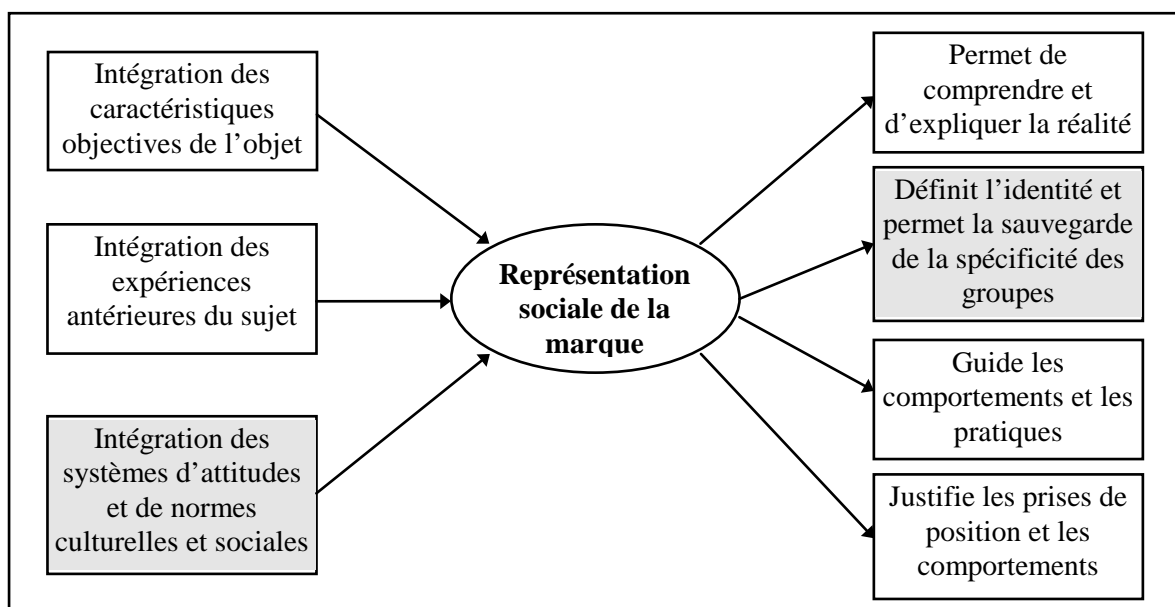 Intégration des
caractéristiques
objectives de l’objet
Intégration des
expériences
antérieures du sujet
Intégration des
systèmes d’attitudes
et de normes
culturelles et sociales
Représentation
sociale de la
marque
Permet de
comprendre et
d’expliquer la réalité
Définit l’identité et
permet la sauvegarde
de la spécificité des
groupes
Guide les
comportements et les
pratiques
Justifie les prises de
position et les
comportements